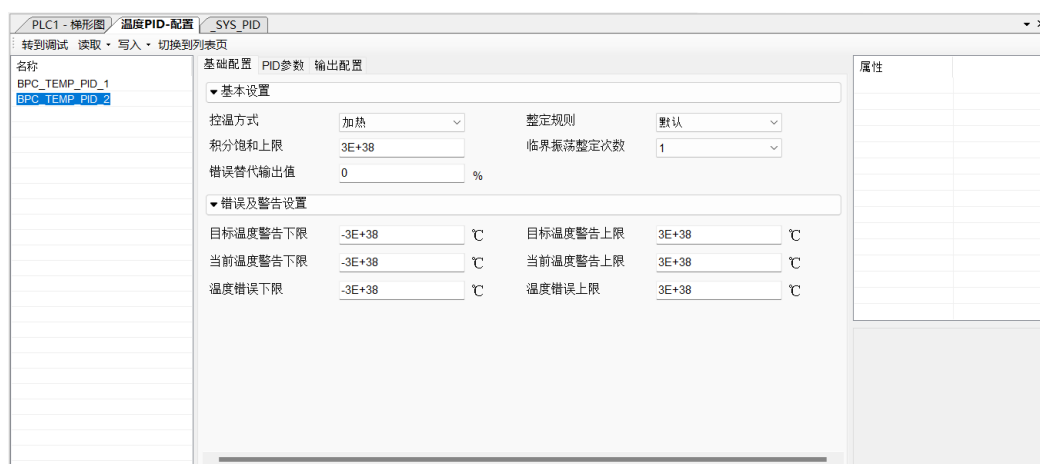 PLC1 - 梯形图 温度PID-配置 _SYS_PID
转到调试 读取 写入 切换到列表页
名称
BPC_TEMP_PID_1
BPC_TEMP_PID_2
基础配置 PID参数 输出配置
基本设置
控温方式 加热 整定规则 默认
积分饱和上限 3E+38 临界振荡整定次数 1
错误替代输出值 0 %
错误及警告设置
目标温度警告下限 -3E+38 ℃ 目标温度警告上限 3E+38 ℃
当前温度警告下限 -3E+38 ℃ 当前温度警告上限 3E+38 ℃
温度错误下限 -3E+38 ℃ 温度错误上限 3E+38 ℃
属性